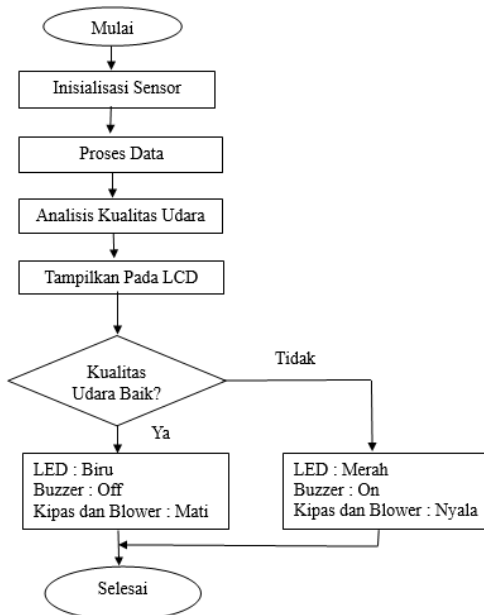 Mulai
Inisialisasi Sensor
Proses Data
Analisis Kualitas Udara
Tampilkan Pada LCD
Kualitas
Udara Baik?
Tidak
Ya
LED : Biru
Buzzer : Off
Kipas dan Blower : Mati
LED : Merah
Buzzer : On
Kipas dan Blower : Nyala
Selesai